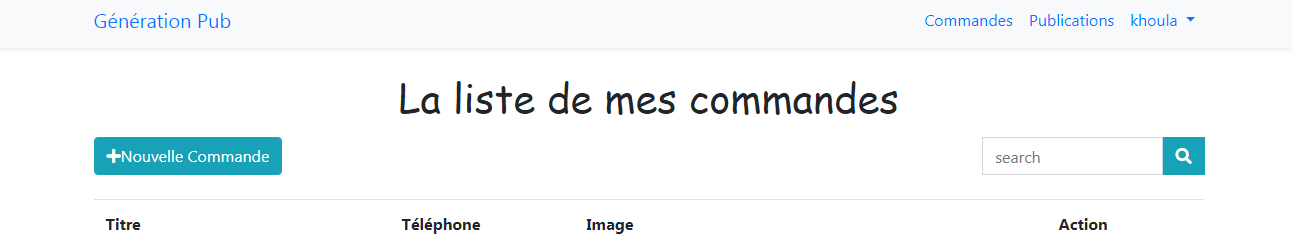 Génération Pub
Commandes Publications khoula
La liste de mes commandes
Nouvelle Commande
search
Titre Téléphone Image Action